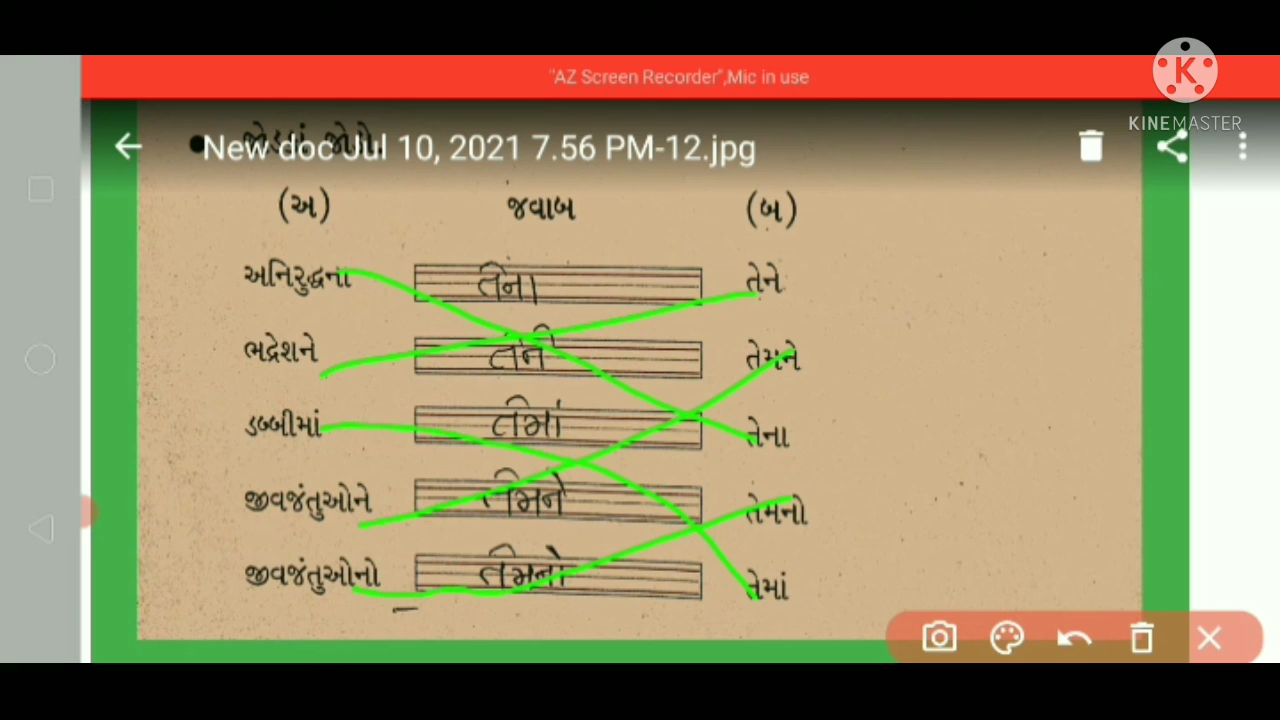 "AZ Screen Recorder",Mic in use
K
KINEMASTER
જોડકાં જોડો.
New doc Jul 10, 2021 7.56 PM-12.jpg
(અ) જવાબ (બ)
અનિરુદ્ધના તેના તેને
ભદ્રેશને તેને તેમને
ડબ્બીમાં તેમાં તેના
જીવજંતુઓને તેમને તેમનો
જીવજંતુઓનો તેમનો તેમાં